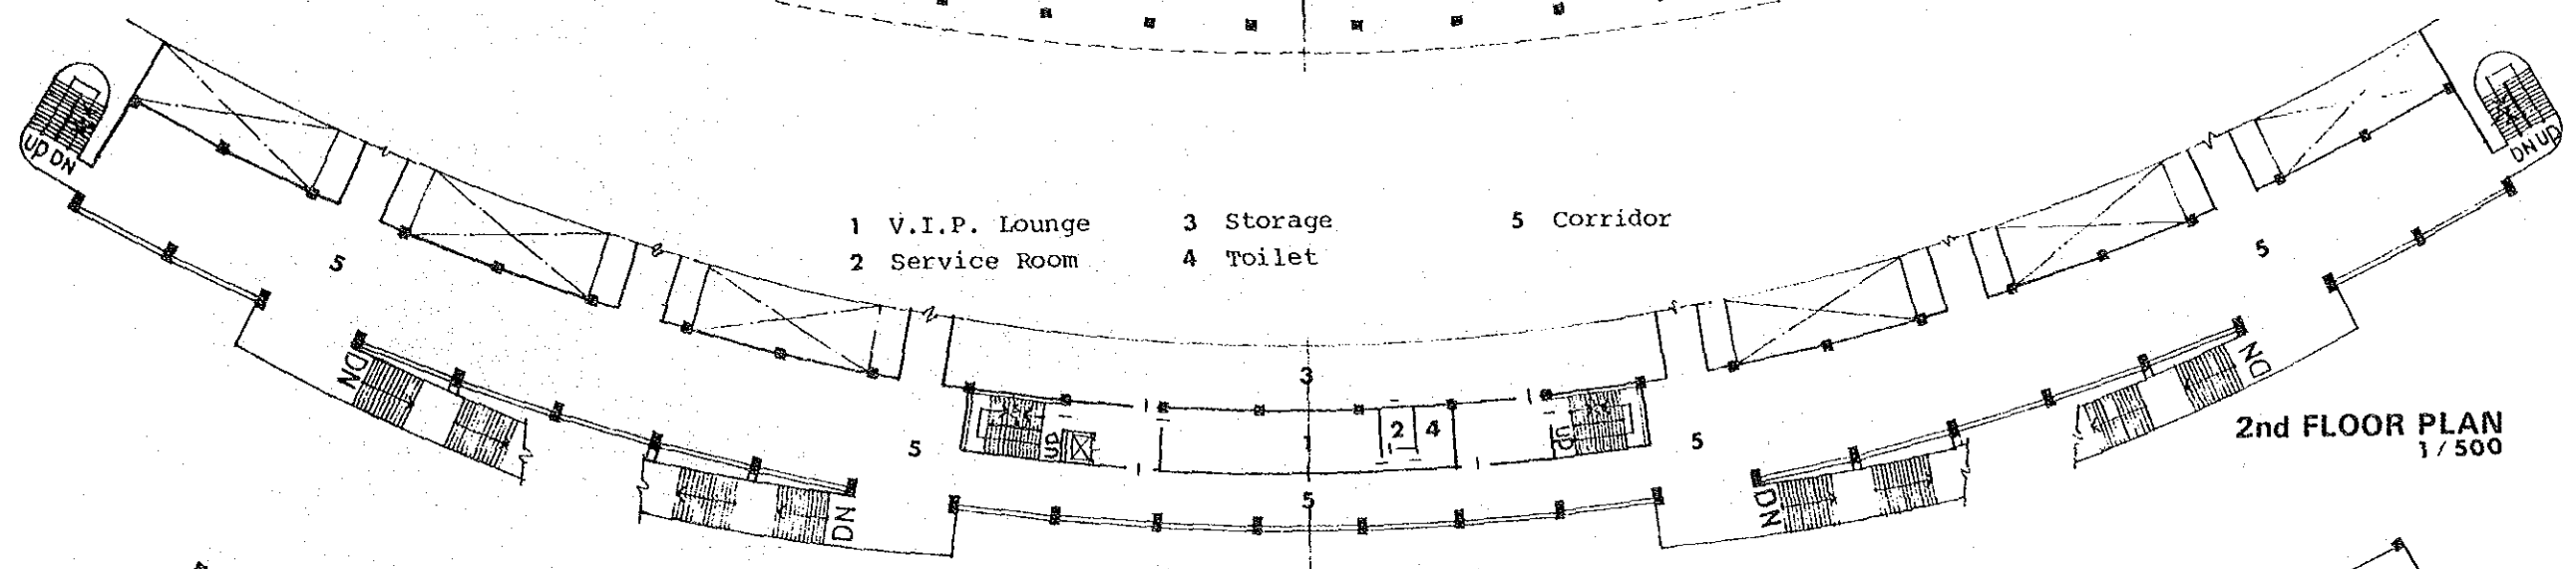 1 V.I.P. Lounge 3 Storage 5 Corridor
2 Service Room 4 Toilet
UP DN
DN UP
5
5
DN
DN
3
2 4
1
UP
UP
5
5
5
DN
DN
2nd FLOOR PLAN
1/500